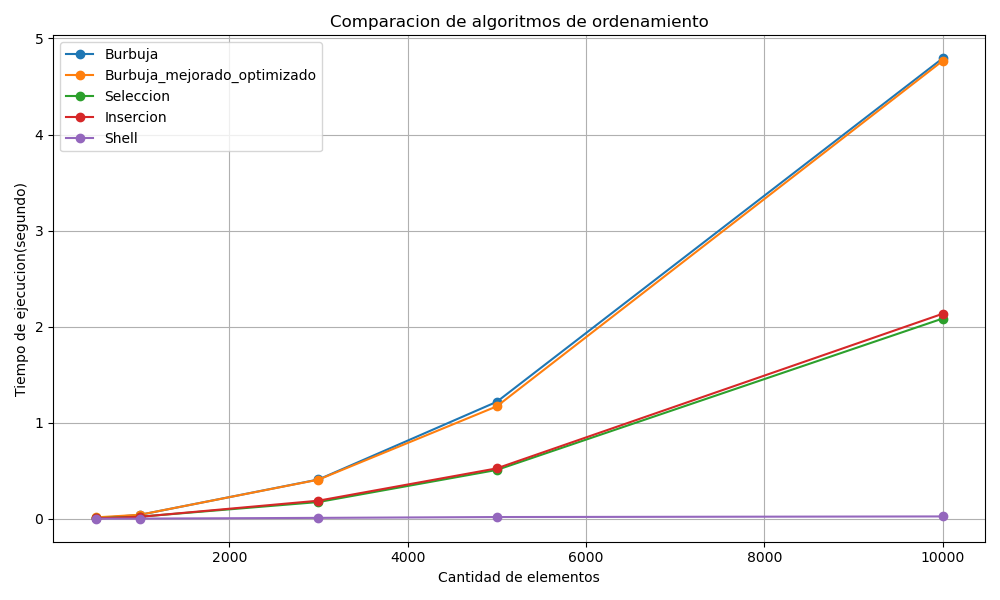 Comparacion de algoritmos de ordenamiento
Burbuja
Burbuja_mejorado_optimizado
Seleccion
Insercion
Shell
Tiempo de ejecucion(segundo)
5
4
3
2
1
0
2000 4000 6000 8000 10000
Cantidad de elementos